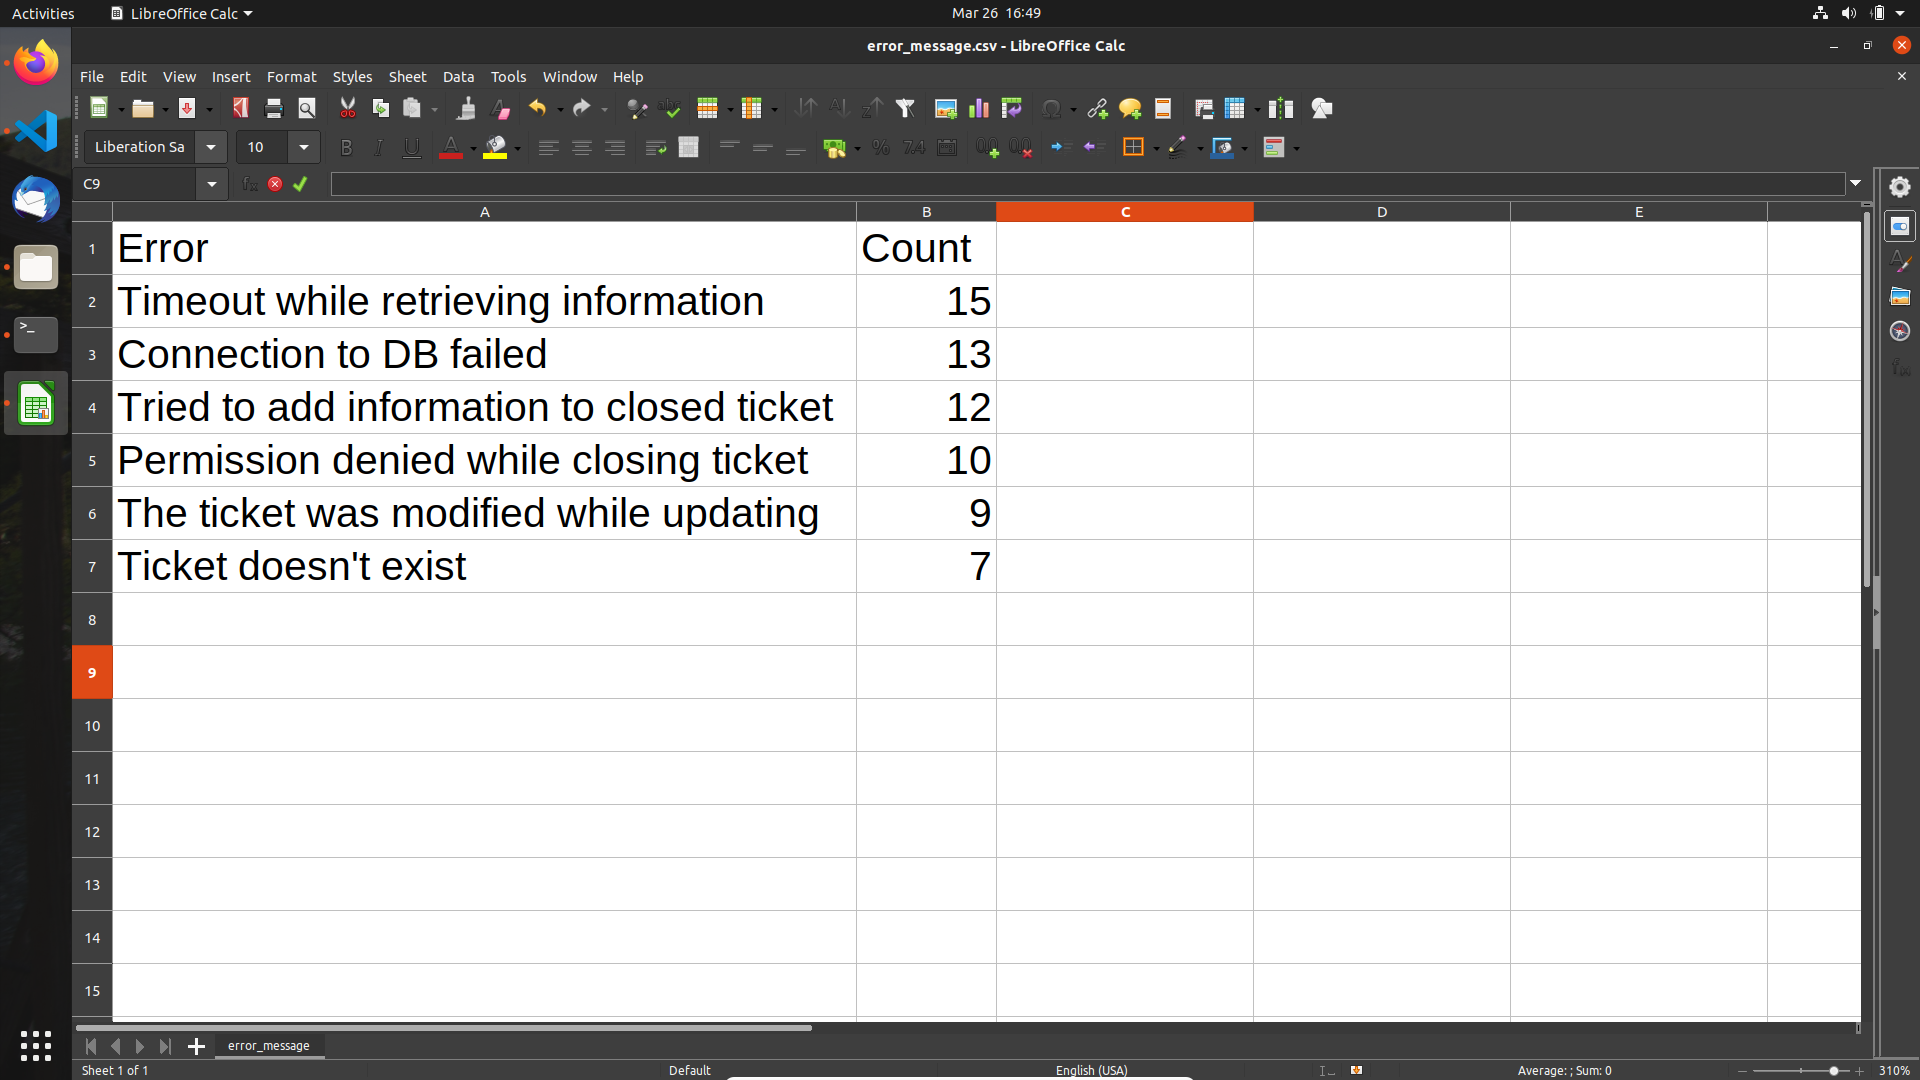 Activities LibreOffice Calc Mar 26 16:49
error_message.csv - LibreOffice Calc
File Edit View Insert Format Styles Sheet Data Tools Window Help
Liberation Sa 10
C9
A B C D E
1 Error Count
2 Timeout while retrieving information 15
3 Connection to DB failed 13
4 Tried to add information to closed ticket 12
5 Permission denied while closing ticket 10
6 The ticket was modified while updating 9
7 Ticket doesn't exist 7
8
9
10
11
12
13
14
15
error_message
Sheet 1 of 1 Default English (USA) Average: ; Sum: 0 310%